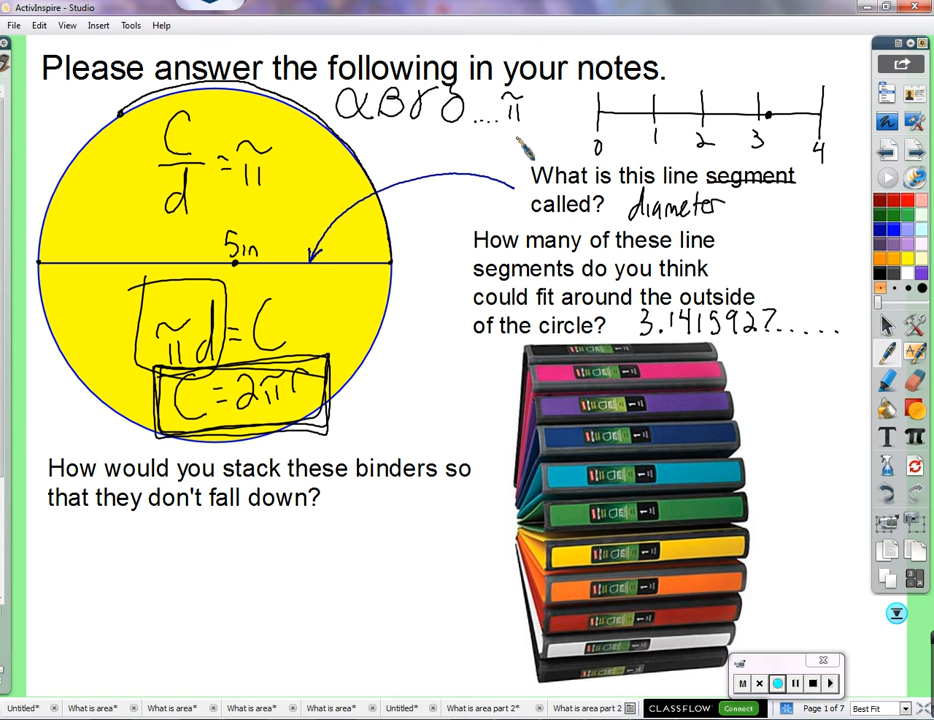 ActivInspire - Studio
File Edit View Insert Tools Help
Please answer the following in your notes.
αβγδ....π
C/d = π
0 1 2 3 4
What is this line segment
called? diameter
5in
How many of these line
segments do you think
could fit around the outside
of the circle? 3.1415927......
πd = C
C = 2πr
How would you stack these binders so
that they don't fall down?
T π
M
Untitled* What is area* What is area* What is area* What is area* Untitled* What is area part 2* What is area part 2 CLASSFLOW Connect Page 1 of 7 Best Fit